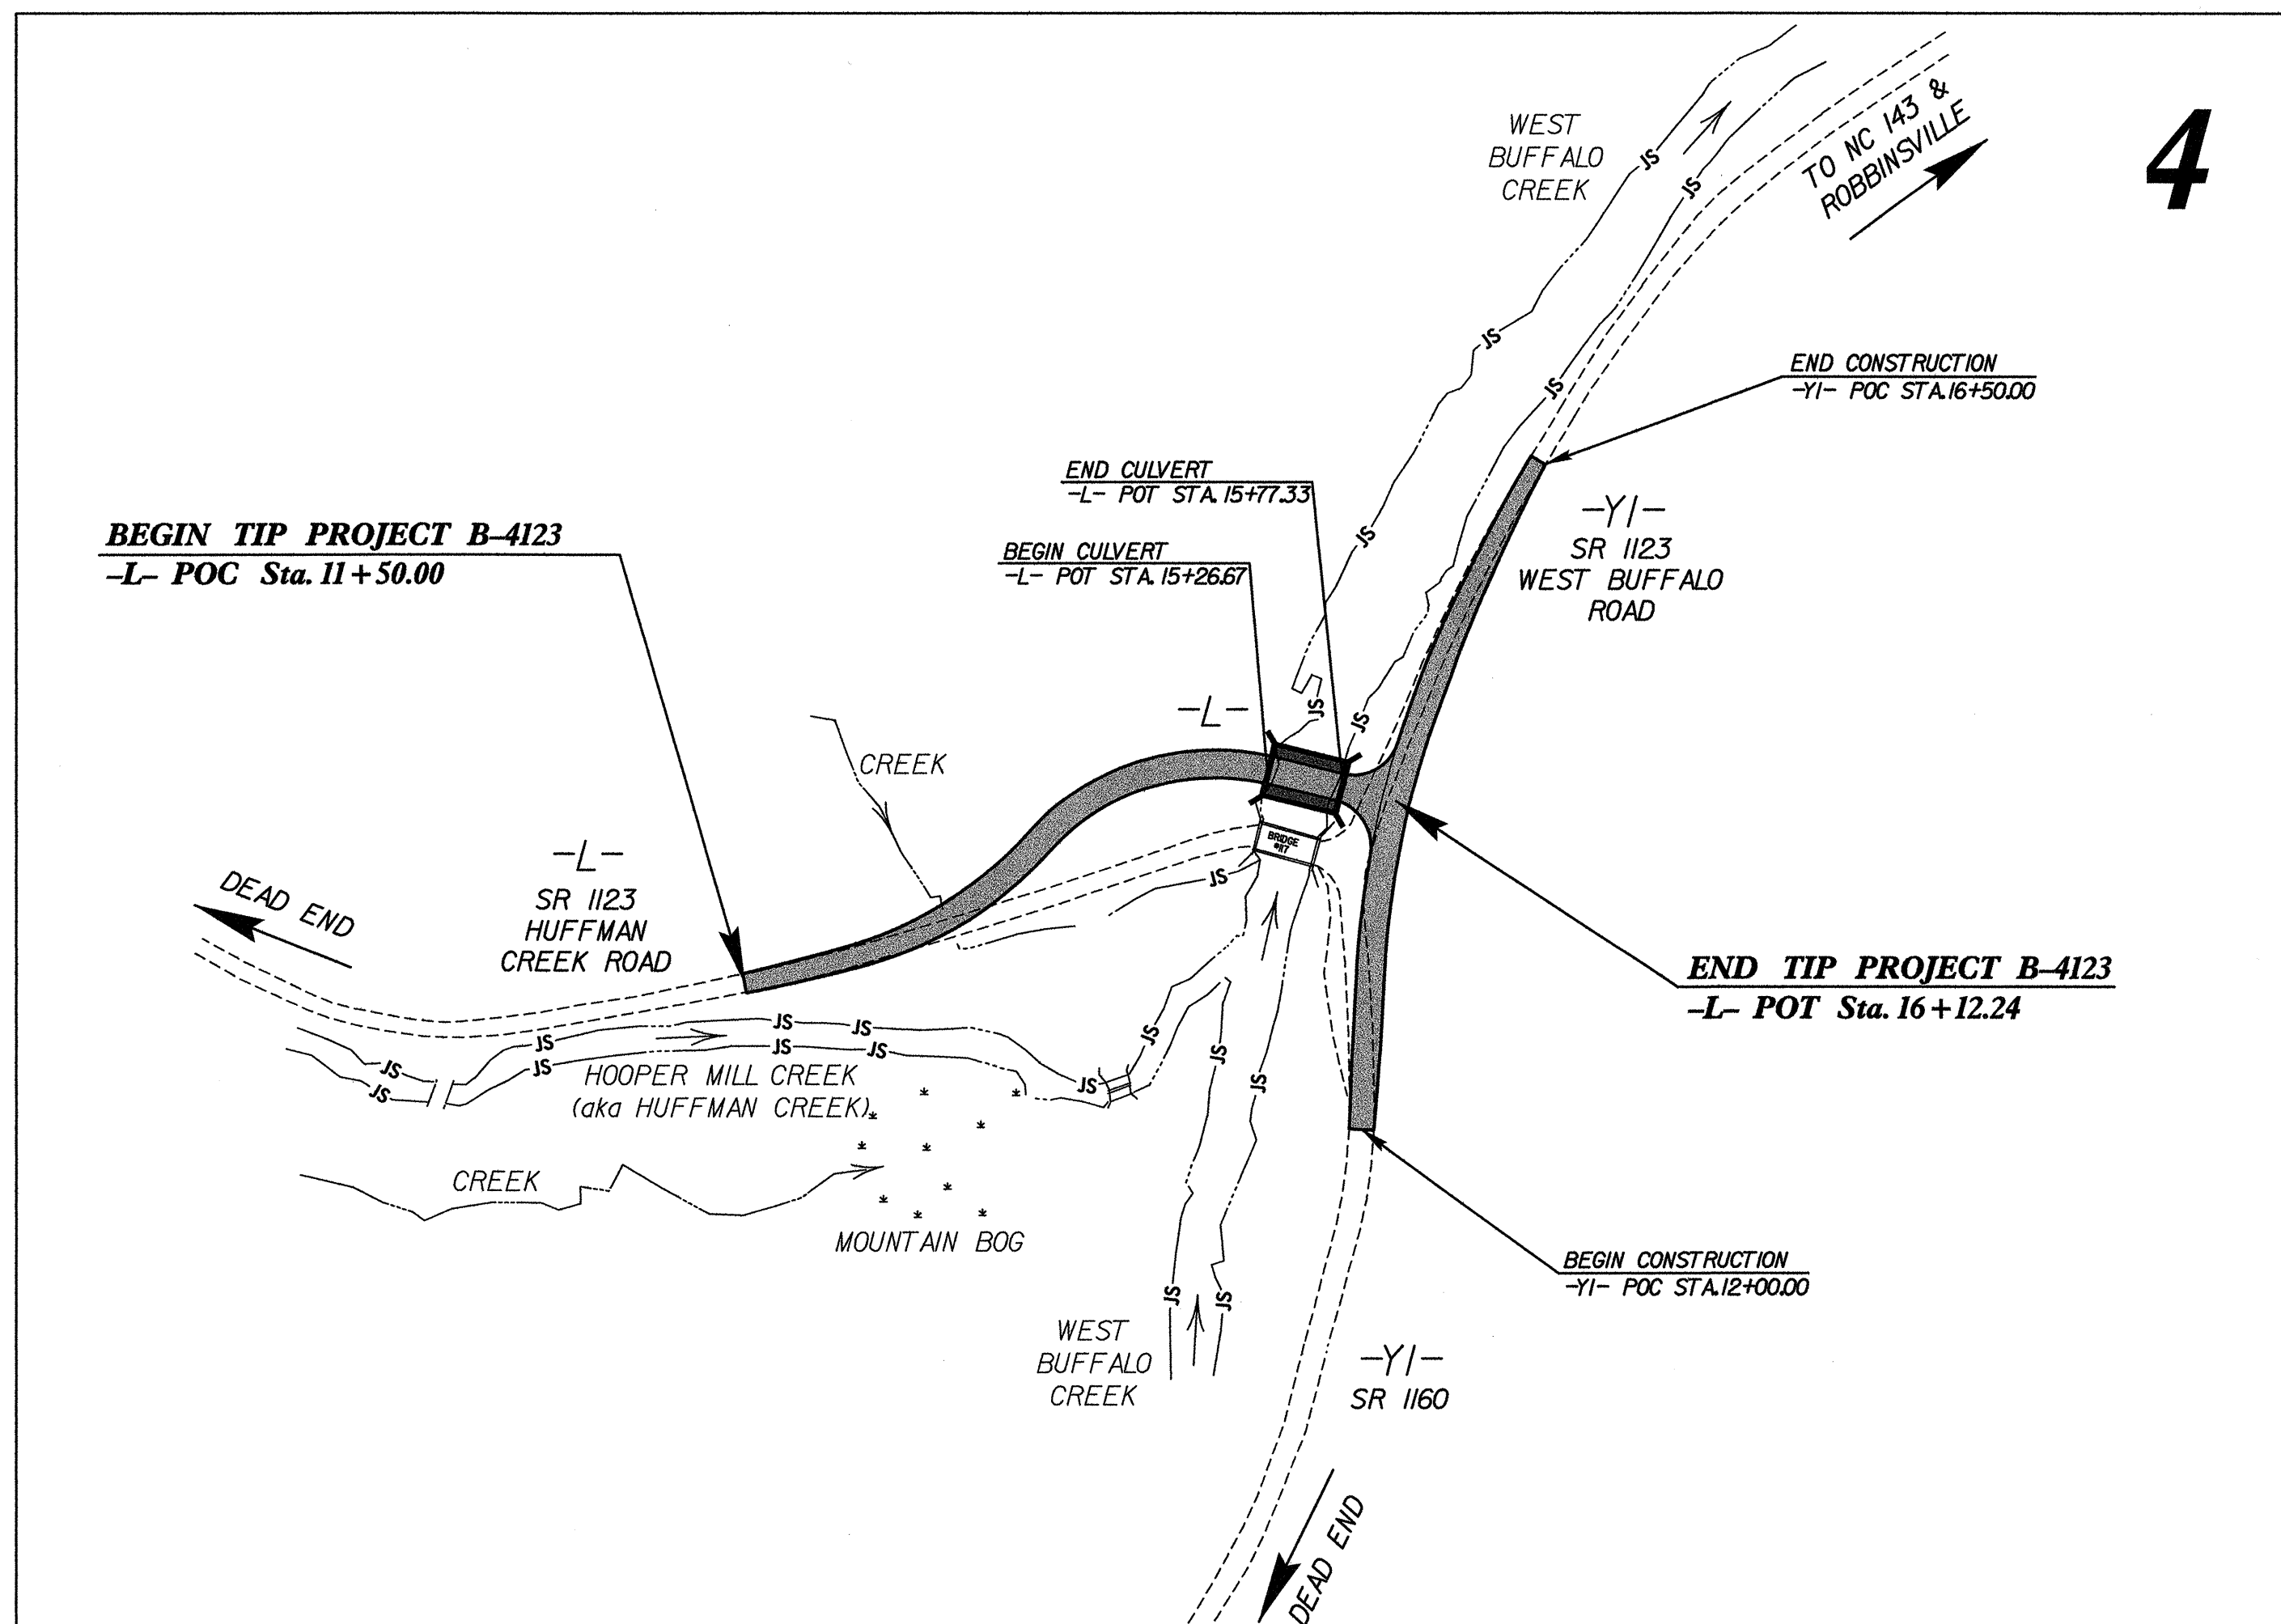 4
WEST
BUFFALO
CREEK
TO NC 143 &
ROBBINSVILLE
JS
JS
JS
JS
END CONSTRUCTION
-Y1- POC STA.16+50.00
END CULVERT
-L- POT STA. 15+77.33
BEGIN CULVERT
-L- POT STA. 15+26.67
BEGIN TIP PROJECT B-4123
-L- POC Sta. 11+50.00
JS
-Y1-
SR 1123
WEST BUFFALO
ROAD
-L-
JS
JS
CREEK
BRIDGE
#117
JS
DEAD END
-L-
SR 1123
HUFFMAN
CREEK ROAD
END TIP PROJECT B-4123
-L- POT Sta. 16+12.24
JS
JS
JS
JS
JS
JS
JS
JS
JS
JS
JS
JS
JS
HOOPER MILL CREEK
(aka HUFFMAN CREEK)
CREEK
MOUNTAIN BOG
BEGIN CONSTRUCTION
-Y1- POC STA.12+00.00
JS
JS
WEST
BUFFALO
CREEK
-Y1-
SR 1160
DEAD END